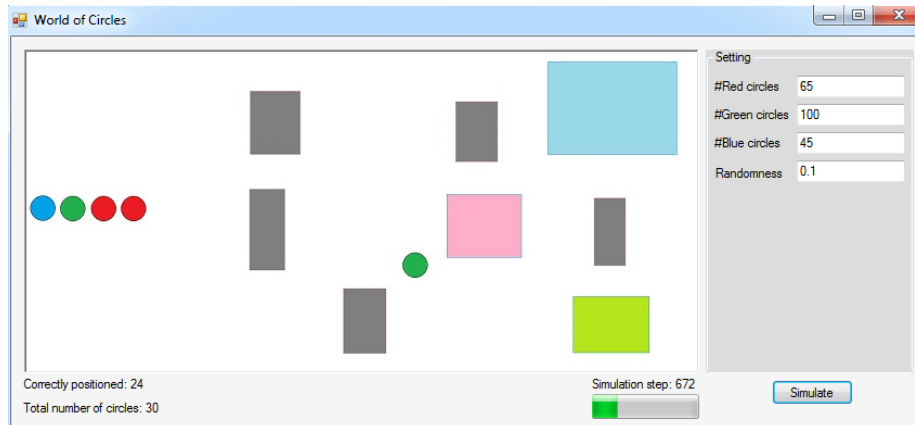 World of Circles
Setting
#Red circles 65
#Green circles 100
#Blue circles 45
Randomness 0.1
Correctly positioned: 24
Total number of circles: 30
Simulation step: 672
Simulate